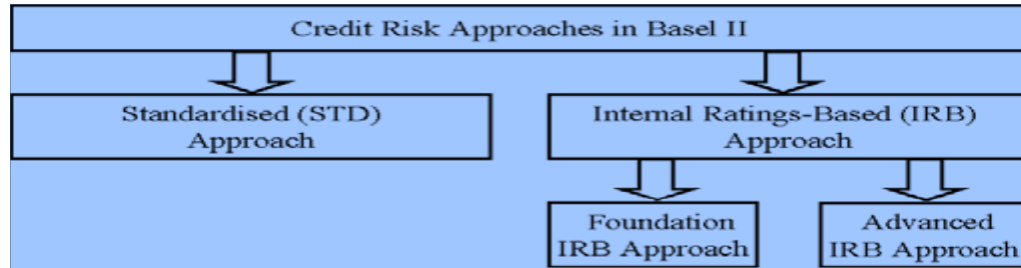 Credit Risk Approaches in Basel II
Standardised (STD)
Approach
Internal Ratings-Based (IRB)
Approach
Foundation
IRB Approach
Advanced
IRB Approach